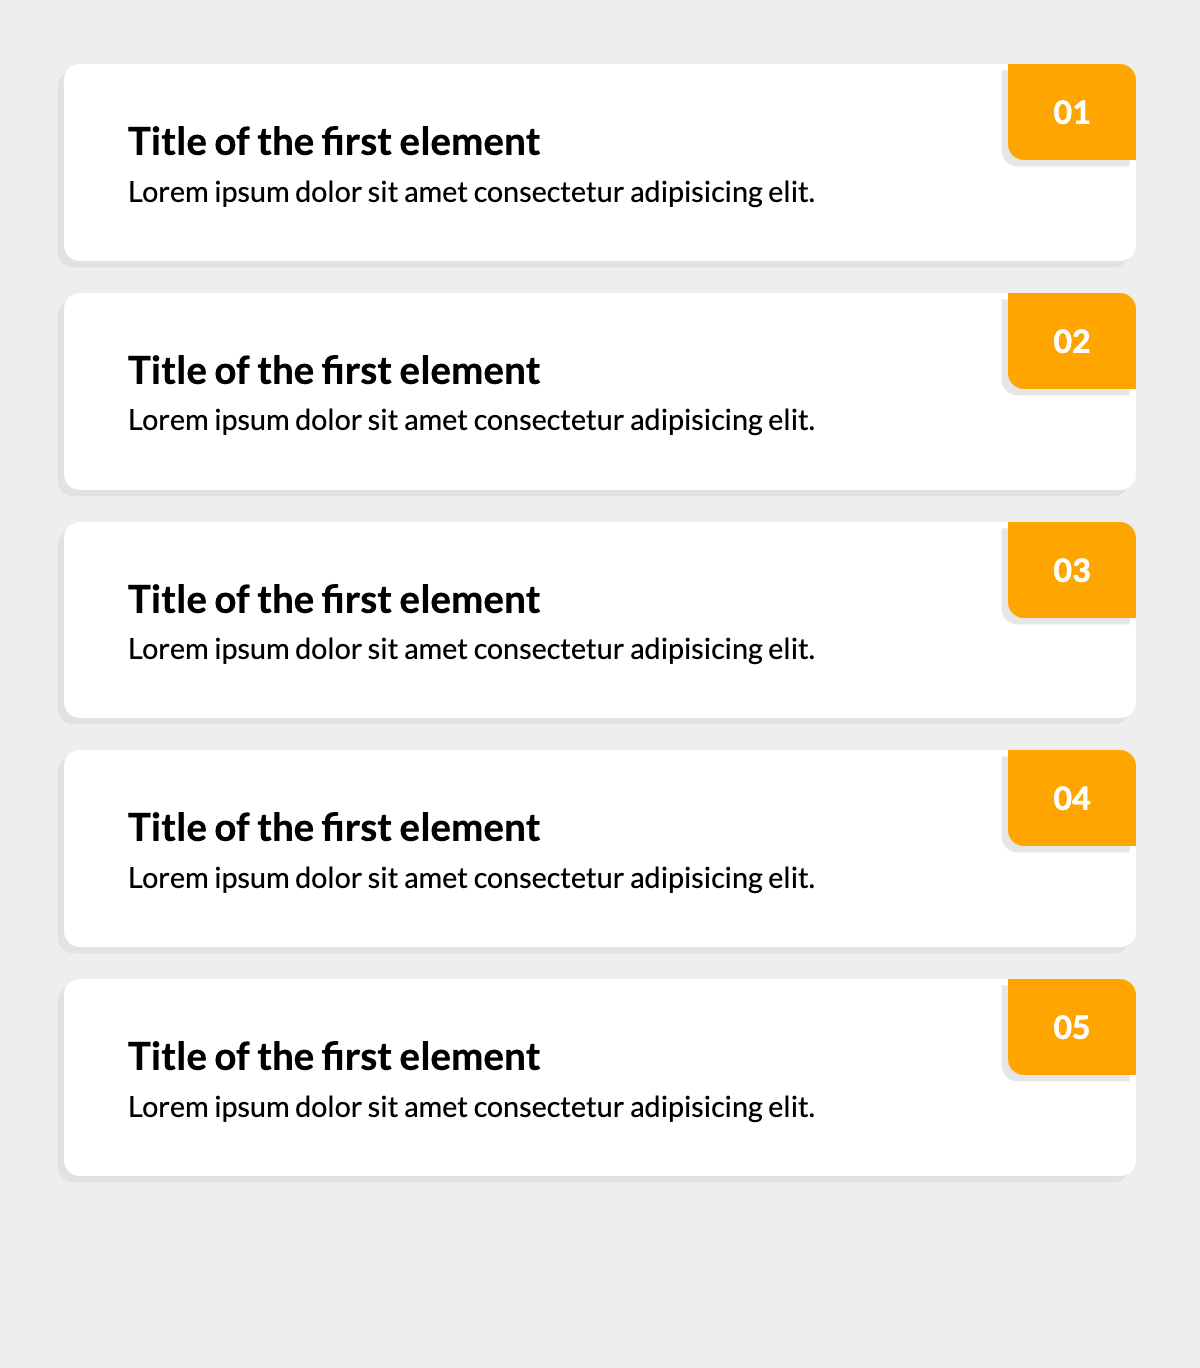 01
Title of the first element
Lorem ipsum dolor sit amet consectetur adipisicing elit.
02
Title of the first element
Lorem ipsum dolor sit amet consectetur adipisicing elit.
03
Title of the first element
Lorem ipsum dolor sit amet consectetur adipisicing elit.
04
Title of the first element
Lorem ipsum dolor sit amet consectetur adipisicing elit.
05
Title of the first element
Lorem ipsum dolor sit amet consectetur adipisicing elit.